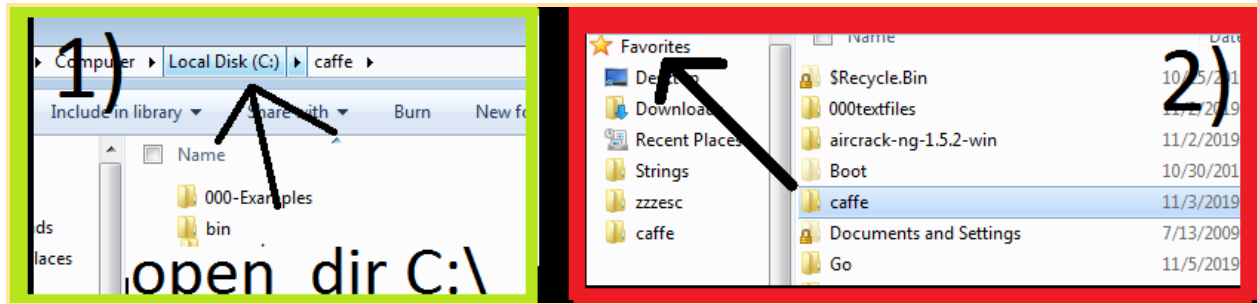 1)
Computer ▸ Local Disk (C:) ▸ caffe ▸
Include in library ▾ Share with ▾ Burn New fo
Name
000-Examples
bin
ds
laces
open dir C:\
2)
Favorites
Desktop
Downloads
Recent Places
Strings
zzzesc
caffe
Name Date
$Recycle.Bin 10/25/201
000textfiles 11/2/2019
aircrack-ng-1.5.2-win 11/2/2019
Boot 10/30/201
caffe 11/3/2019
Documents and Settings 7/13/2009
Go 11/5/2019